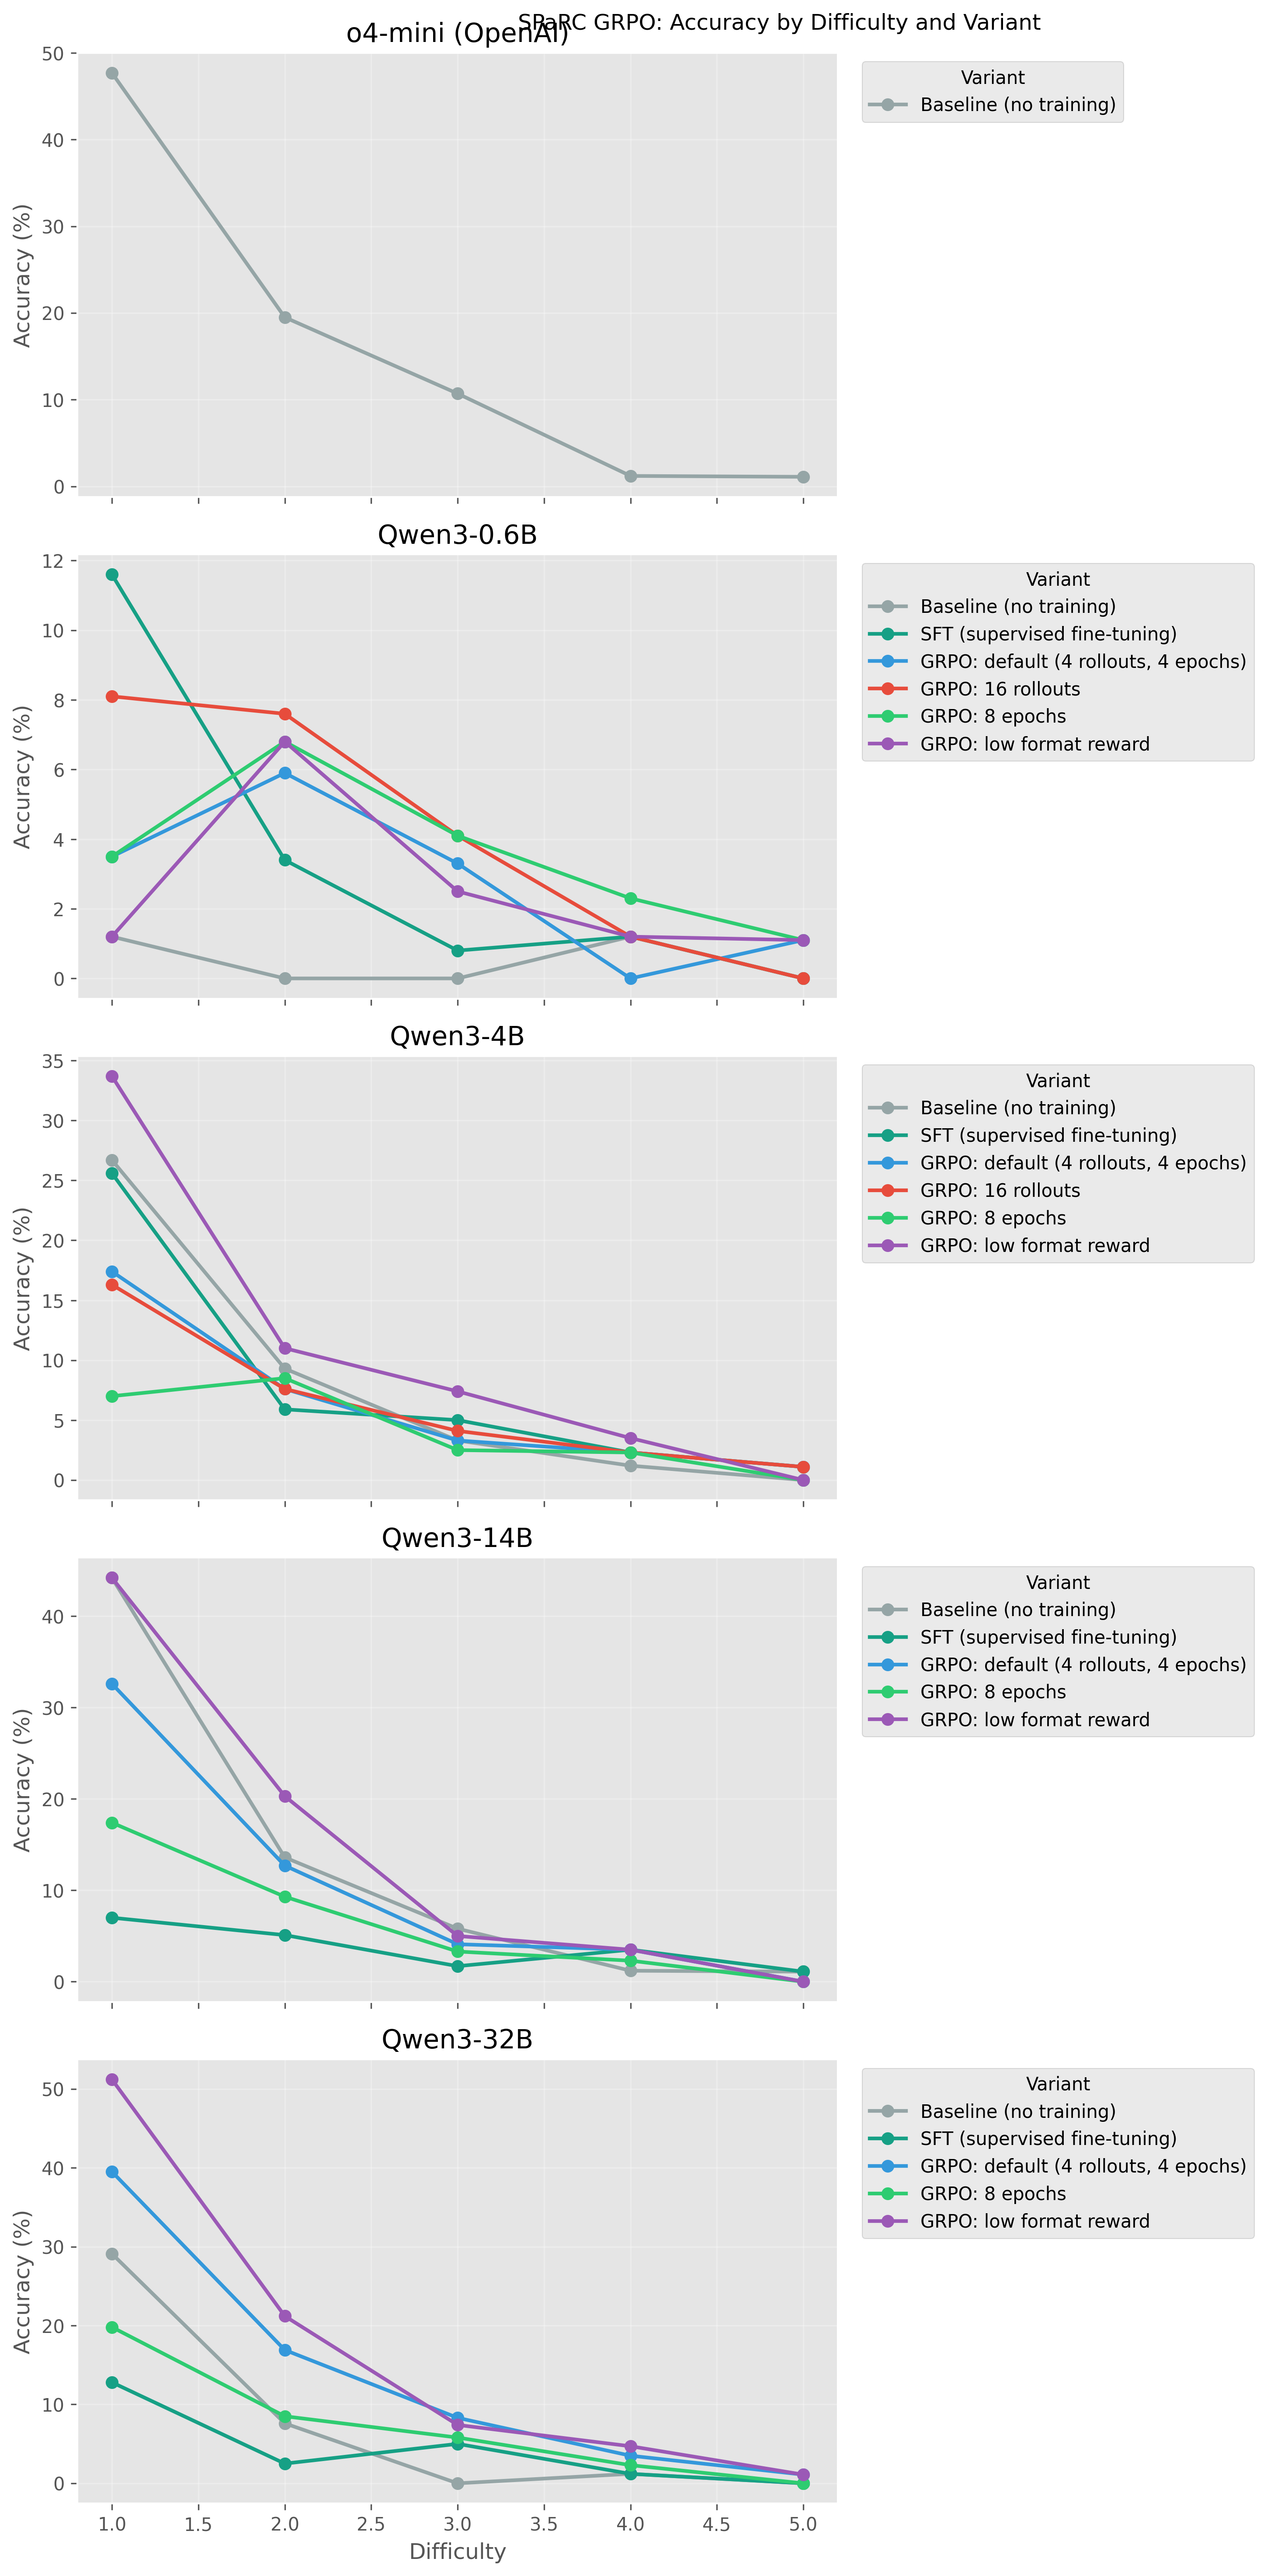 SPaRC GRPO: Accuracy by Difficulty and Variant
o4-mini (OpenAI)
50
40
30
20
10
0
Accuracy (%)
Variant
Baseline (no training)
Qwen3-0.6B
12
10
8
6
4
2
0
Accuracy (%)
Variant
Baseline (no training)
SFT (supervised fine-tuning)
GRPO: default (4 rollouts, 4 epochs)
GRPO: 16 rollouts
GRPO: 8 epochs
GRPO: low format reward
Qwen3-4B
35
30
25
20
15
10
5
0
Accuracy (%)
Variant
Baseline (no training)
SFT (supervised fine-tuning)
GRPO: default (4 rollouts, 4 epochs)
GRPO: 16 rollouts
GRPO: 8 epochs
GRPO: low format reward
Qwen3-14B
40
30
20
10
0
Accuracy (%)
Variant
Baseline (no training)
SFT (supervised fine-tuning)
GRPO: default (4 rollouts, 4 epochs)
GRPO: 8 epochs
GRPO: low format reward
Qwen3-32B
50
40
30
20
10
0
Accuracy (%)
Variant
Baseline (no training)
SFT (supervised fine-tuning)
GRPO: default (4 rollouts, 4 epochs)
GRPO: 8 epochs
GRPO: low format reward
1.0 1.5 2.0 2.5 3.0 3.5 4.0 4.5 5.0
Difficulty